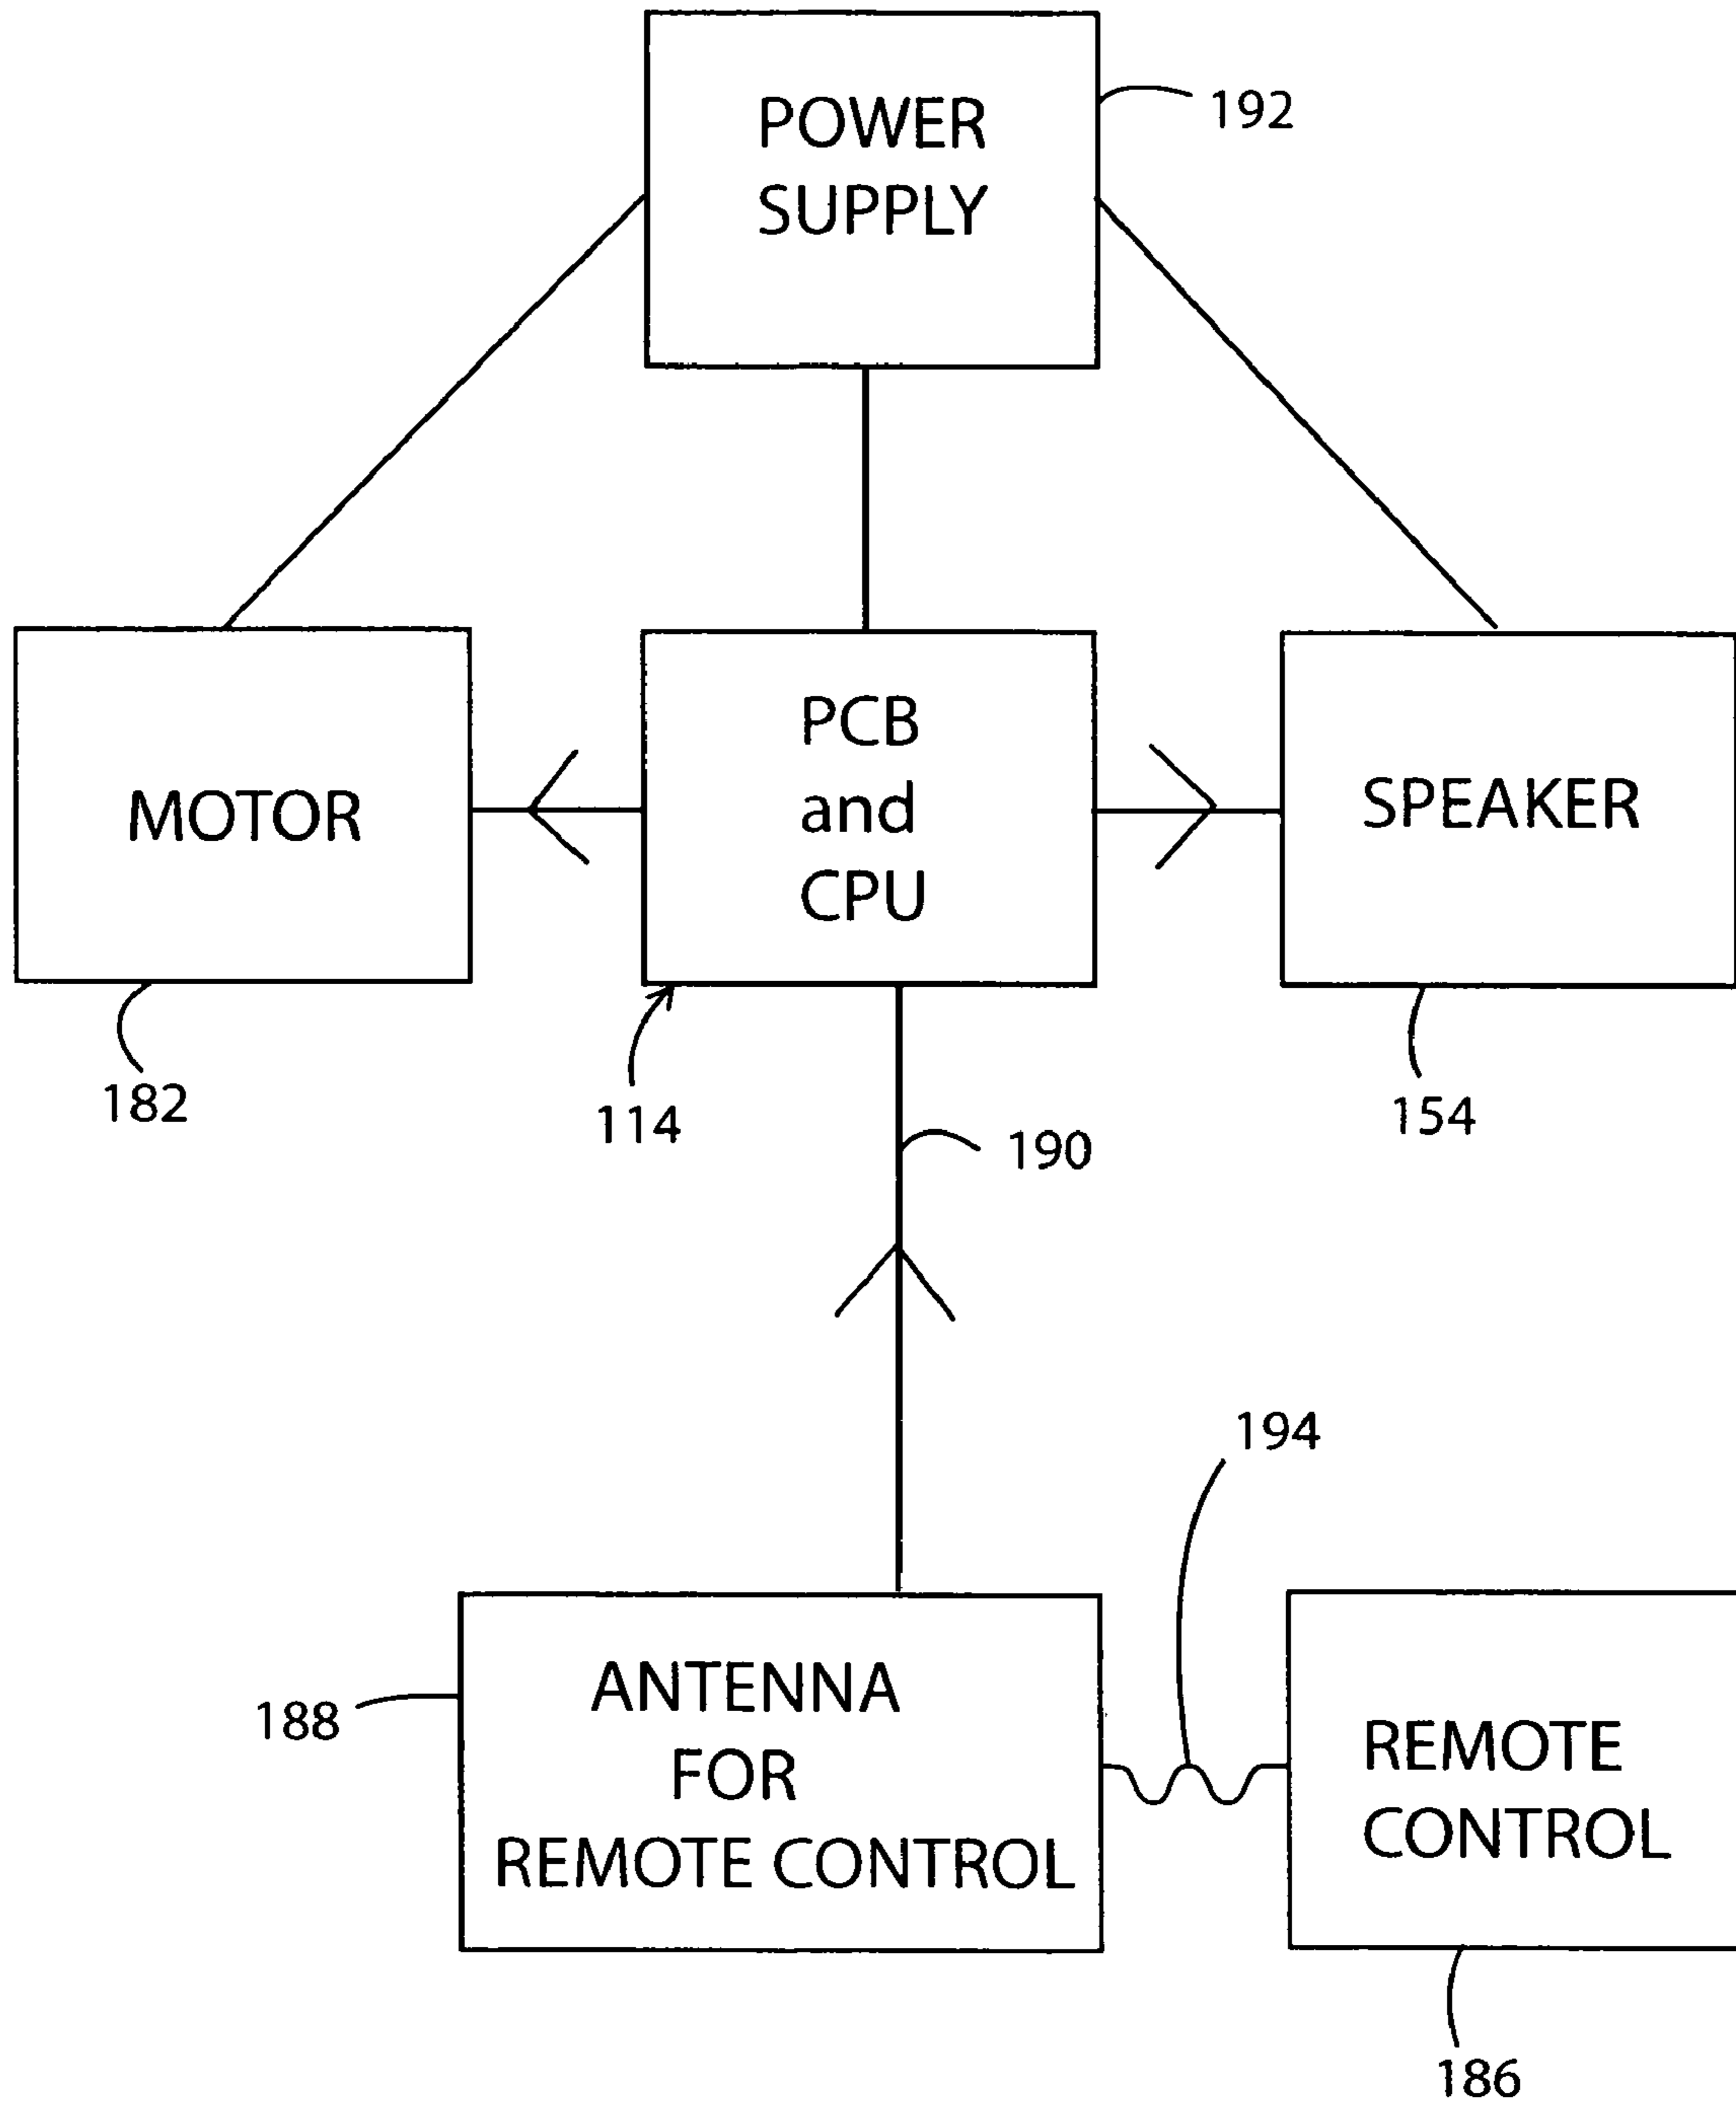 POWER
SUPPLY
192
MOTOR
PCB
and
CPU
SPEAKER
182
114
154
190
194
ANTENNA
FOR
REMOTE CONTROL
188
REMOTE
CONTROL
186